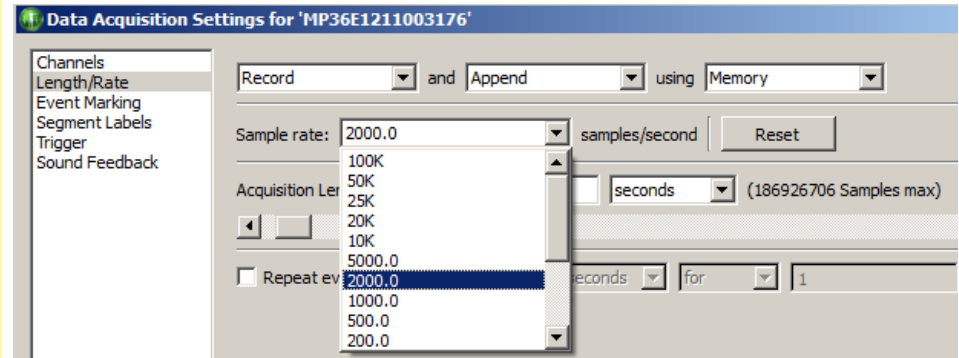 Data Acquisition Settings for 'MP36E1211003176'
Channels
Length/Rate
Event Marking
Segment Labels
Trigger
Sound Feedback
Record and Append using Memory
Sample rate: 2000.0 samples/second Reset
100K
50K
25K
20K
10K
5000.0
2000.0
1000.0
500.0
200.0
Acquisition Le seconds (186926706 Samples max)
Repeat ev seconds for 1